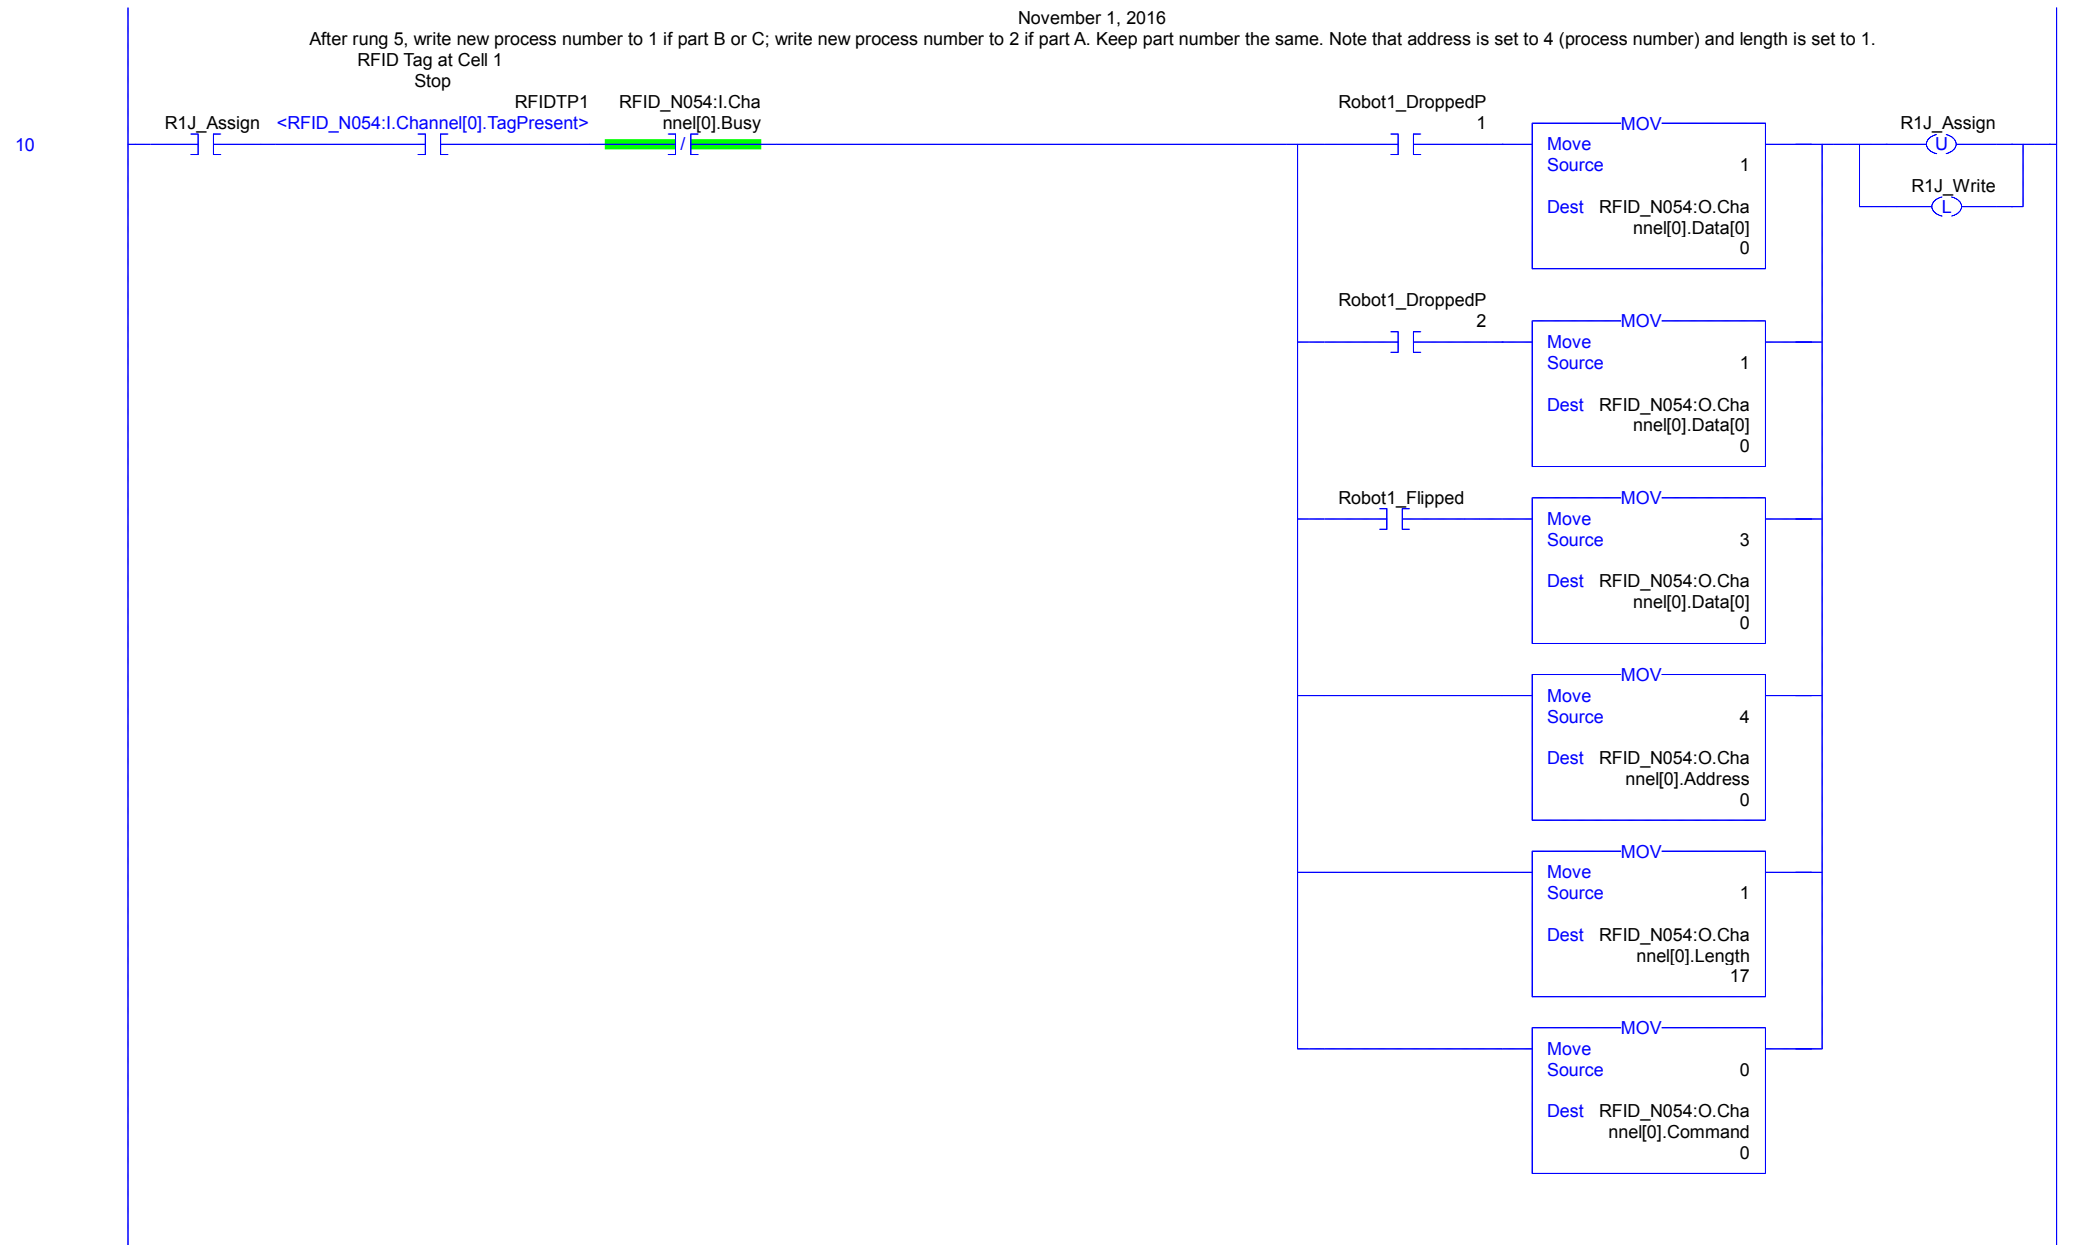 November 1, 2016
After rung 5, write new process number to 1 if part B or C; write new process number to 2 if part A. Keep part number the same. Note that address is set to 4 (process number) and length is set to 1.
RFID Tag at Cell 1
Stop
RFIDTP1
<RFID_N054:I.Channel[0].TagPresent>
R1J_Assign
RFID_N054:I.Cha
nnel[0].Busy
/
10
Robot1_DroppedP
1
MOV
Move
Source 1
Dest RFID_N054:O.Cha
nnel[0].Data[0]
0
R1J_Assign
U
R1J_Write
L
Robot1_DroppedP
2
MOV
Move
Source 1
Dest RFID_N054:O.Cha
nnel[0].Data[0]
0
Robot1_Flipped
MOV
Move
Source 3
Dest RFID_N054:O.Cha
nnel[0].Data[0]
0
MOV
Move
Source 4
Dest RFID_N054:O.Cha
nnel[0].Address
0
MOV
Move
Source 1
Dest RFID_N054:O.Cha
nnel[0].Length
17
MOV
Move
Source 0
Dest RFID_N054:O.Cha
nnel[0].Command
0